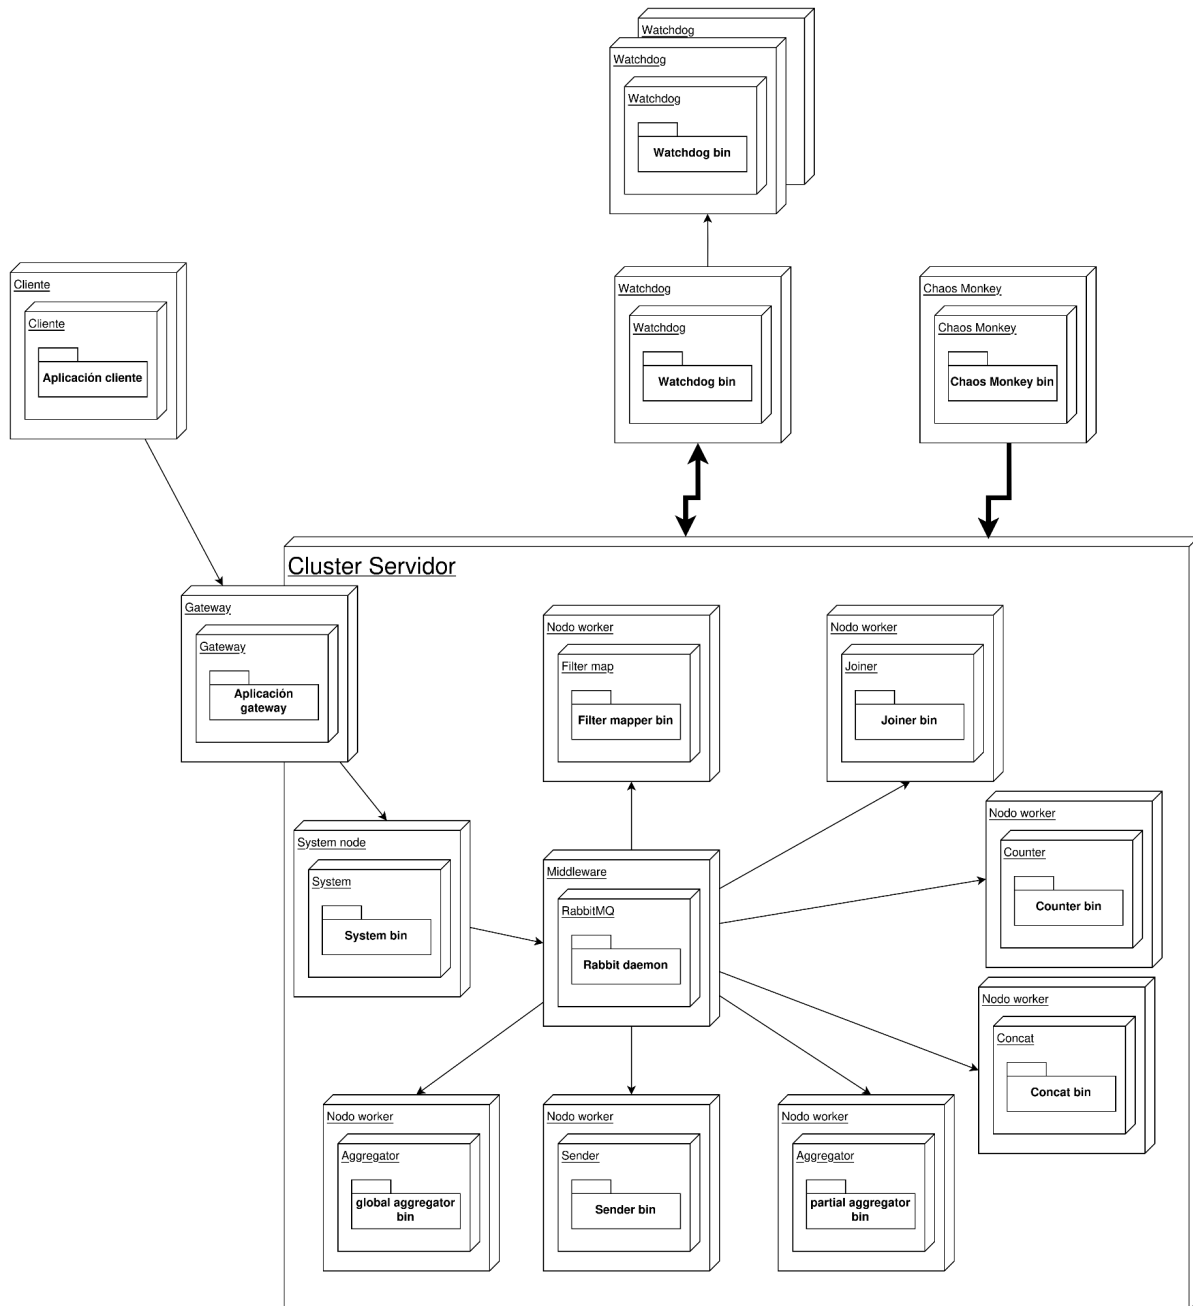 Watchdog
Watchdog
Watchdog
Watchdog bin
Cliente
Cliente
Aplicación cliente
Watchdog
Watchdog
Watchdog bin
Chaos Monkey
Chaos Monkey
Chaos Monkey bin
Cluster Servidor
Gateway
Gateway
Aplicación
gateway
Nodo worker
Filter map
Filter mapper bin
Nodo worker
Joiner
Joiner bin
System node
System
System bin
Middleware
RabbitMQ
Rabbit daemon
Nodo worker
Counter
Counter bin
Nodo worker
Concat
Concat bin
Nodo worker
Aggregator
global aggregator
bin
Nodo worker
Sender
Sender bin
Nodo worker
Aggregator
partial aggregator
bin